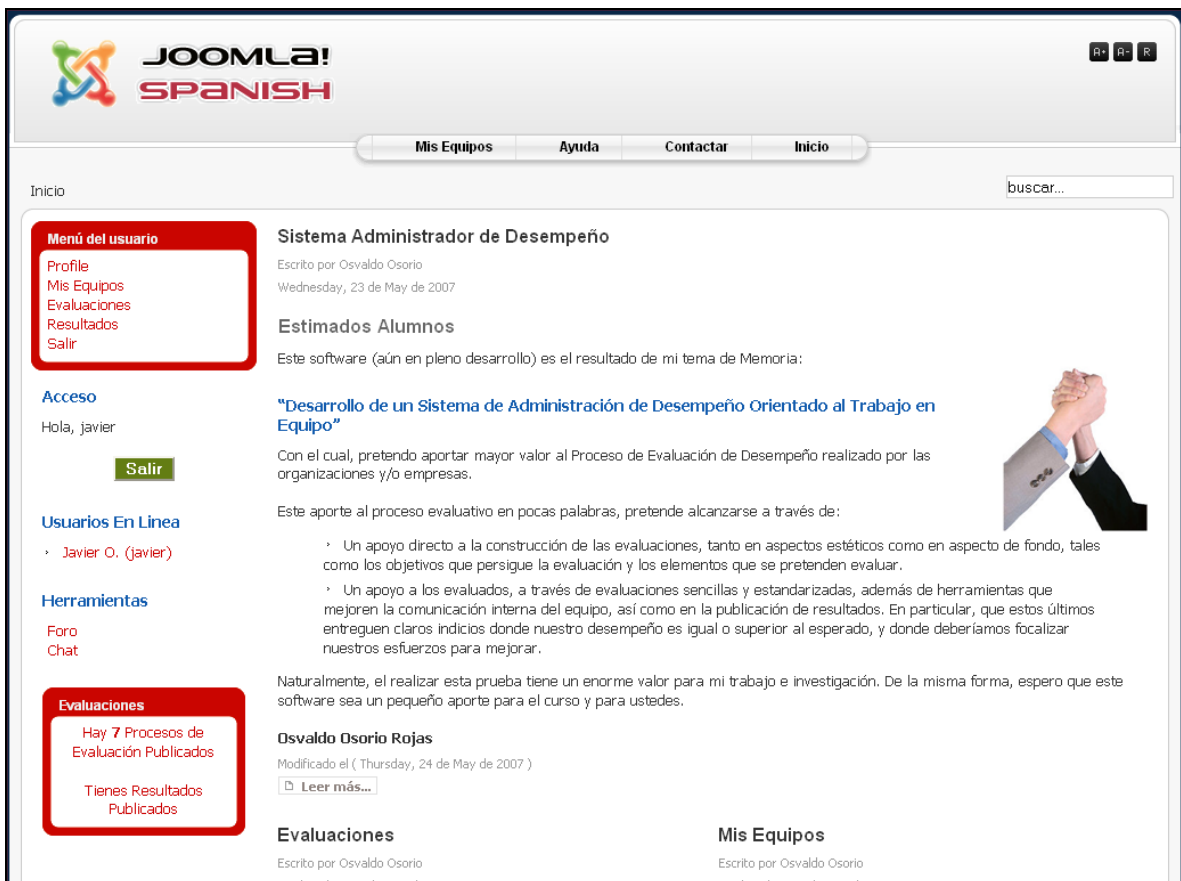 JOOMLa!
SPANISH
A+ A- R
Mis Equipos Ayuda Contactar Inicio
Inicio
buscar...
Menú del usuario
Profile
Mis Equipos
Evaluaciones
Resultados
Salir
Acceso
Hola, javier
Salir
Usuarios En Linea
Javier O. (javier)
Herramientas
Foro
Chat
Evaluaciones
Hay 7 Procesos de
Evaluación Publicados
Tienes Resultados
Publicados
Sistema Administrador de Desempeño
Escrito por Osvaldo Osorio
Wednesday, 23 de May de 2007
Estimados Alumnos
Este software (aún en pleno desarrollo) es el resultado de mi tema de Memoria:
"Desarrollo de un Sistema de Administración de Desempeño Orientado al Trabajo en
Equipo"
Con el cual, pretendo aportar mayor valor al Proceso de Evaluación de Desempeño realizado por las
organizaciones y/o empresas.
Este aporte al proceso evaluativo en pocas palabras, pretende alcanzarse a través de:
Un apoyo directo a la construcción de las evaluaciones, tanto en aspectos estéticos como en aspecto de fondo, tales
como los objetivos que persigue la evaluación y los elementos que se pretenden evaluar.
Un apoyo a los evaluados, a través de evaluaciones sencillas y estandarizadas, además de herramientas que
mejoren la comunicación interna del equipo, así como en la publicación de resultados. En particular, que estos últimos
entreguen claros indicios donde nuestro desempeño es igual o superior al esperado, y donde deberíamos focalizar
nuestros esfuerzos para mejorar.
Naturalmente, el realizar esta prueba tiene un enorme valor para mi trabajo e investigación. De la misma forma, espero que este
software sea un pequeño aporte para el curso y para ustedes.
Osvaldo Osorio Rojas
Modificado el ( Thursday, 24 de May de 2007 )
Leer más...
Evaluaciones
Escrito por Osvaldo Osorio
Mis Equipos
Escrito por Osvaldo Osorio